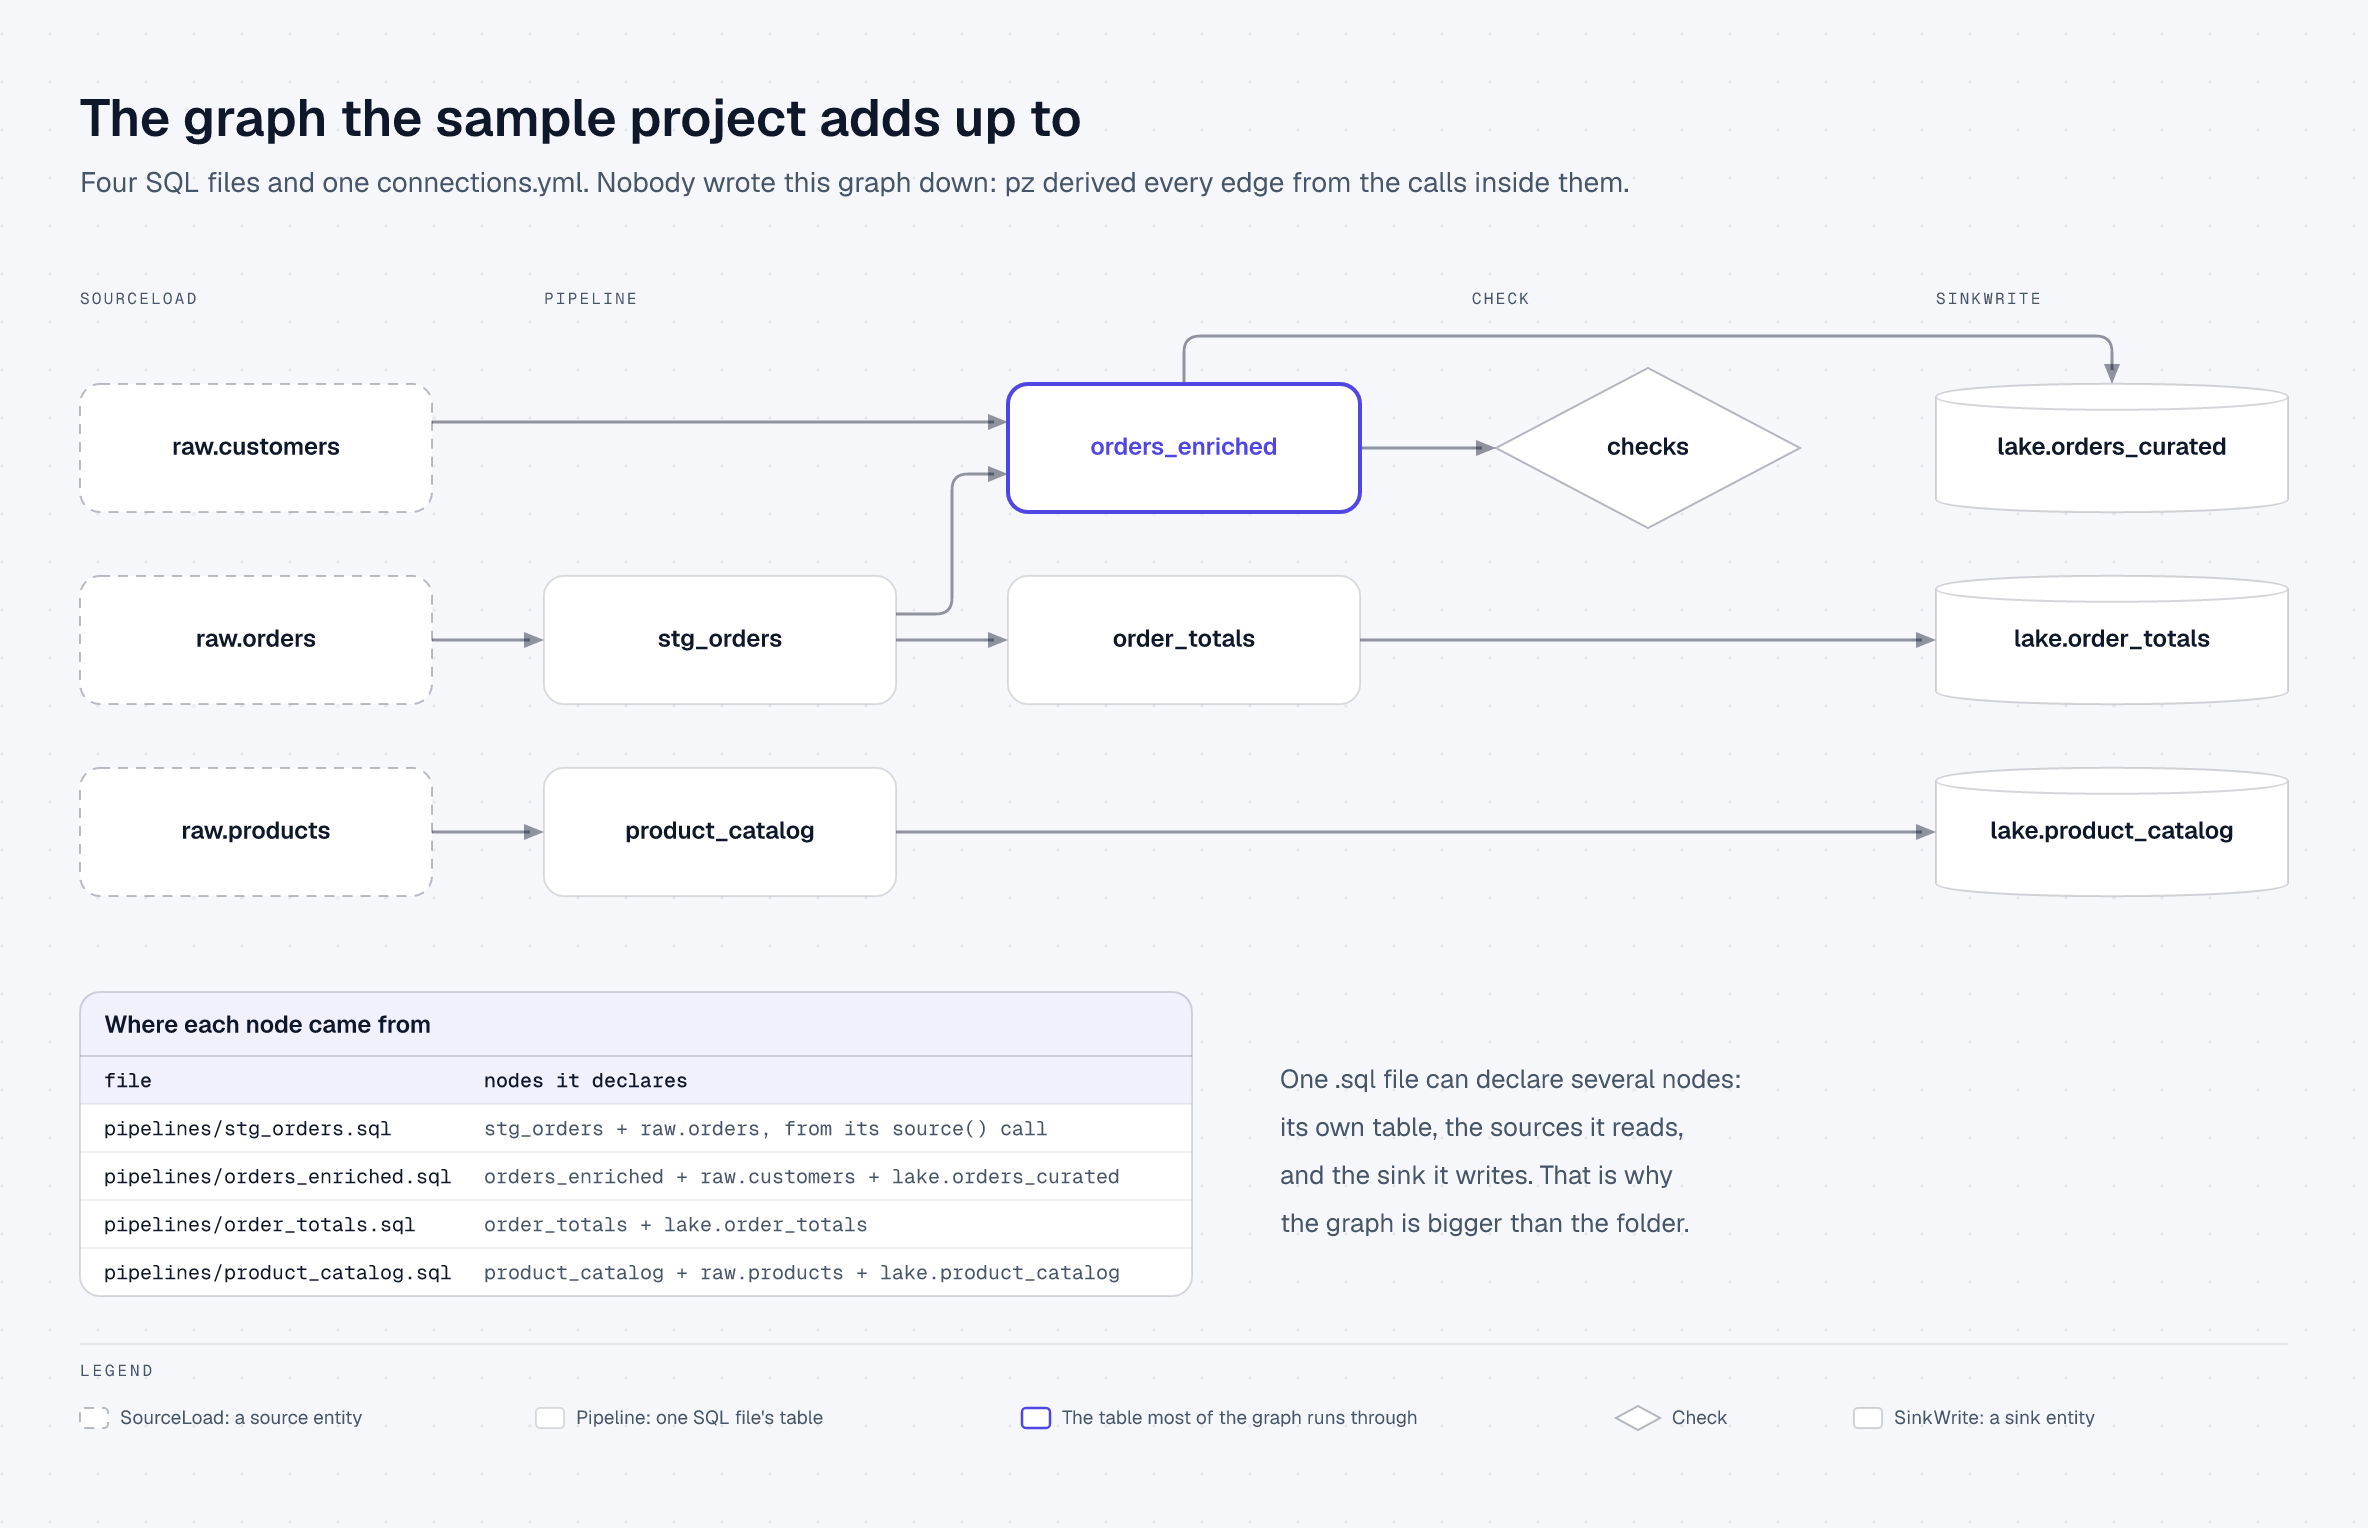 The graph the sample project adds up to
Four SQL files and one connections.yml. Nobody wrote this graph down: pz derived every edge from the calls inside them.
SOURCELOAD
PIPELINE
CHECK
SINKWRITE
raw.customers
orders_enriched
checks
lake.orders_curated
raw.orders
stg_orders
order_totals
lake.order_totals
raw.products
product_catalog
lake.product_catalog
Where each node came from
file nodes it declares
pipelines/stg_orders.sql stg_orders + raw.orders, from its source() call
pipelines/orders_enriched.sql orders_enriched + raw.customers + lake.orders_curated
pipelines/order_totals.sql order_totals + lake.order_totals
pipelines/product_catalog.sql product_catalog + raw.products + lake.product_catalog
One .sql file can declare several nodes:
its own table, the sources it reads,
and the sink it writes. That is why
the graph is bigger than the folder.
LEGEND
SourceLoad: a source entity
Pipeline: one SQL file's table
The table most of the graph runs through
Check
SinkWrite: a sink entity